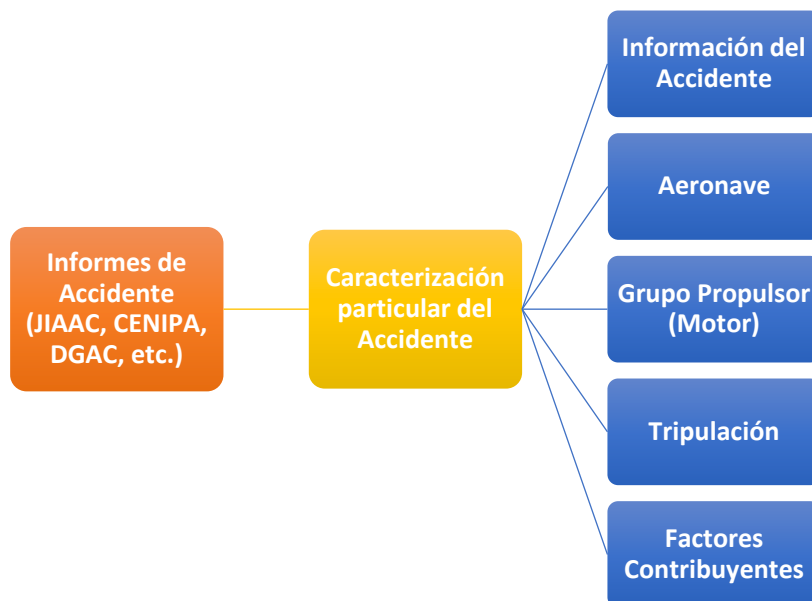 Informes de
Accidente
(JIAAC, CENIPA,
DGAC, etc.)
Caracterización
particular del
Accidente
Información del
Accidente
Aeronave
Grupo Propulsor
(Motor)
Tripulación
Factores
Contribuyentes